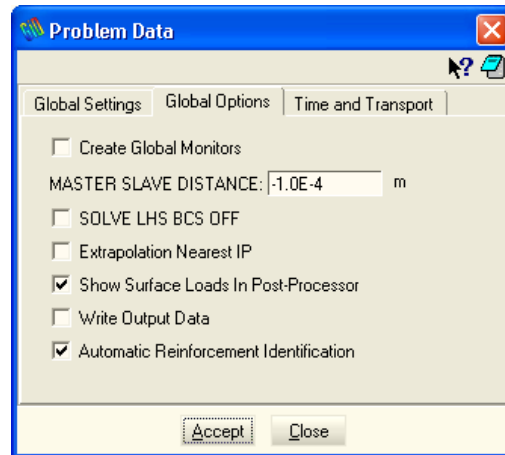 Problem Data
Global Settings Global Options Time and Transport
Create Global Monitors
MASTER SLAVE DISTANCE: -1.0E-4 m
SOLVE LHS BCS OFF
Extrapolation Nearest IP
Show Surface Loads In Post-Processor
Write Output Data
Automatic Reinforcement Identification
Accept Close